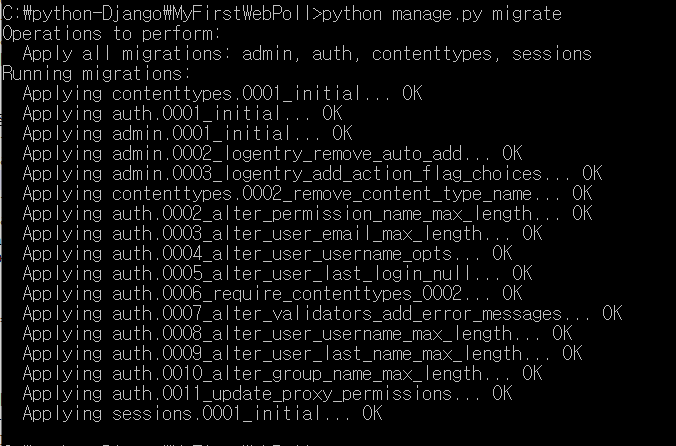 C:₩python-Django₩MyFirstWebPoll>python manage.py migrate
Operations to perform:
  Apply all migrations: admin, auth, contenttypes, sessions
Running migrations:
  Applying contenttypes.0001_initial... OK
  Applying auth.0001_initial... OK
  Applying admin.0001_initial... OK
  Applying admin.0002_logentry_remove_auto_add... OK
  Applying admin.0003_logentry_add_action_flag_choices... OK
  Applying contenttypes.0002_remove_content_type_name... OK
  Applying auth.0002_alter_permission_name_max_length... OK
  Applying auth.0003_alter_user_email_max_length... OK
  Applying auth.0004_alter_user_username_opts... OK
  Applying auth.0005_alter_user_last_login_null... OK
  Applying auth.0006_require_contenttypes_0002... OK
  Applying auth.0007_alter_validators_add_error_messages... OK
  Applying auth.0008_alter_user_username_max_length... OK
  Applying auth.0009_alter_user_last_name_max_length... OK
  Applying auth.0010_alter_group_name_max_length... OK
  Applying auth.0011_update_proxy_permissions... OK
  Applying sessions.0001_initial... OK